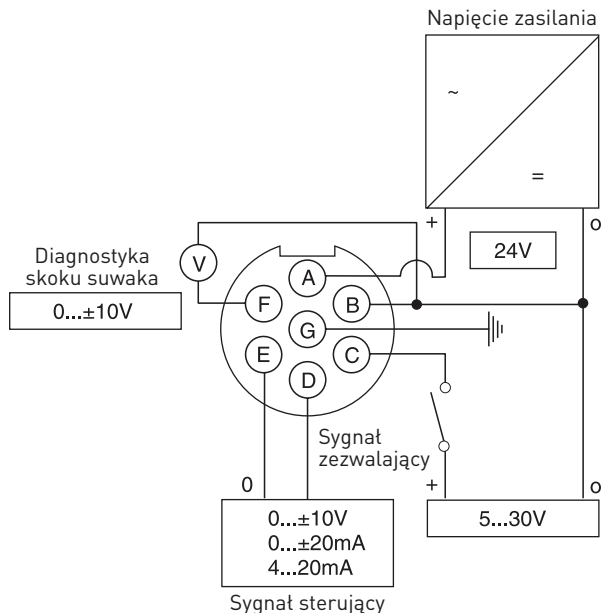 Napięcie zasilania
~
=
+
o
24V
Diagnostyka
skoku suwaka
0...±10V
V
A
F
B
G
E
C
D
Sygnał
zezwalający
0
+
o
0...±10V
0...±20mA
4...20mA
5...30V
Sygnał sterujący